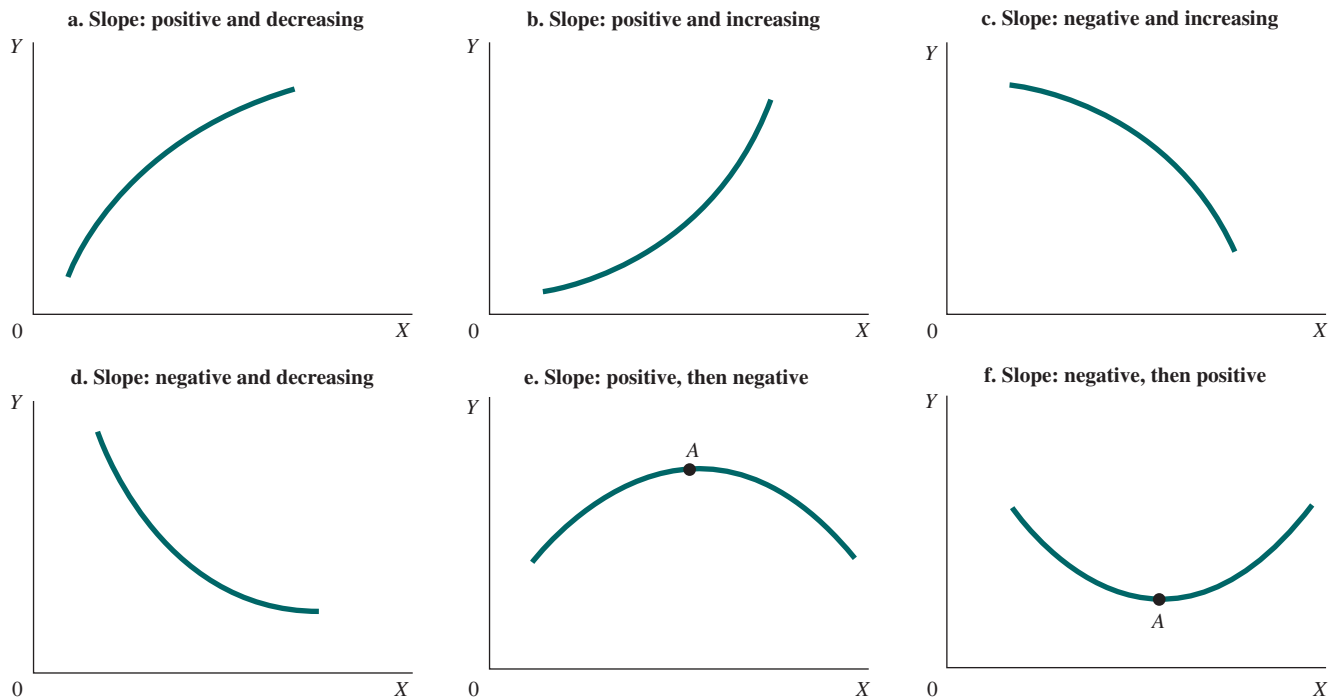 a. Slope: positive and decreasing
Y
0
X
b. Slope: positive and increasing
Y
0
X
c. Slope: negative and increasing
Y
0
X
d. Slope: negative and decreasing
Y
0
X
e. Slope: positive, then negative
Y
A
0
X
f. Slope: negative, then positive
Y
A
0
X